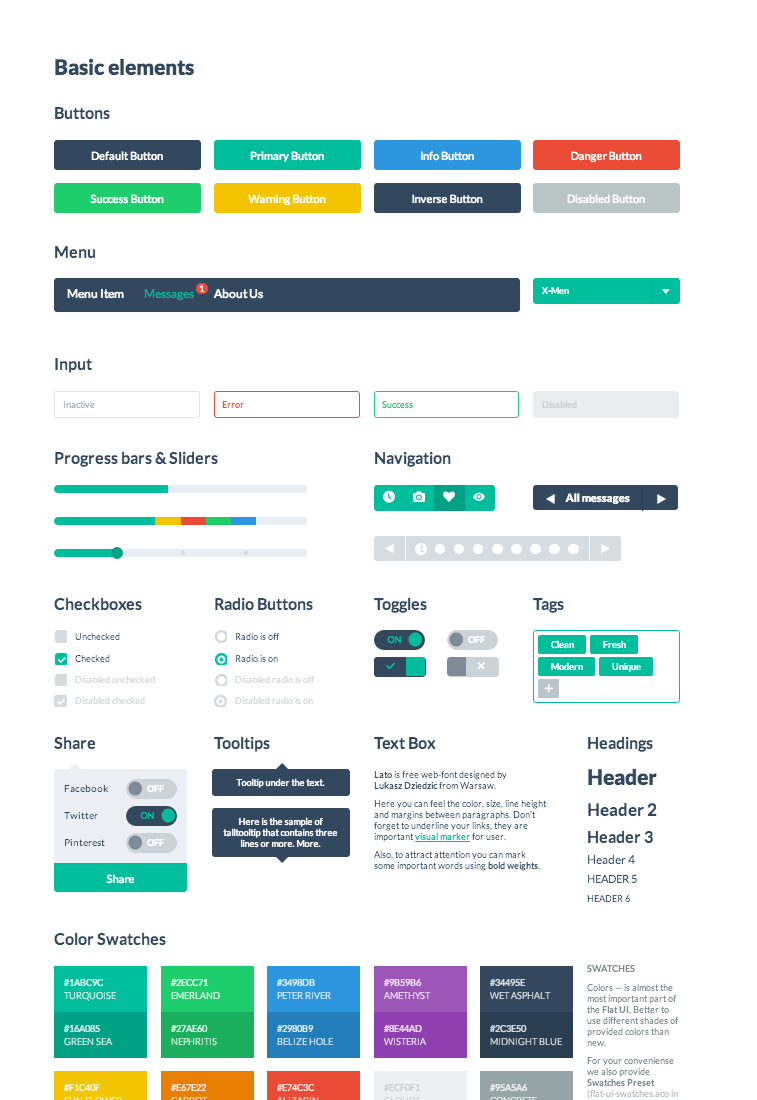 Basic elements
Buttons
Default Button
Primary Button
Info Button
Danger Button
Success Button
Warning Button
Inverse Button
Disabled Button
Menu
Menu Item
Messages
1
About Us
X-Men
Input
Inactive
Error
Success
Disabled
Progress bars & Sliders
Navigation
All messages
1
Checkboxes
Unchecked
Checked
Disabled unchecked
Disabled checked
Radio Buttons
Radio is off
Radio is on
Disabled radio is off
Disabled radio is on
Toggles
ON
OFF
Tags
Clean
Fresh
Modern
Unique
Share
Facebook
OFF
Twitter
ON
Pinterest
OFF
Share
Tooltips
Tooltip under the text.
Here is the sample of
talltooltip that contains three
lines or more. More.
Text Box
Lato is free web-font designed by
Lukasz Dziedzic from Warsaw.
Here you can feel the color, size, line height
and margins between paragraphs. Don't
forget to underline your links, they are
important visual marker for user.
Also, to attract attention you can mark
some important words using bold weights.
Headings
Header
Header 2
Header 3
Header 4
HEADER 5
HEADER 6
Color Swatches
#1ABC9C
TURQUOISE
#16A085
GREEN SEA
#2ECC71
EMERLAND
#27AE60
NEPHRITIS
#3498DB
PETER RIVER
#2980B9
BELIZE HOLE
#9B59B6
AMETHYST
#8E44AD
WISTERIA
#34495E
WET ASPHALT
#2C3E50
MIDNIGHT BLUE
#F1C40F
SUN FLOWER
#E67E22
CARROT
#E74C3C
ALIZARIN
#ECF0F1
CLOUDS
#95A5A6
CONCRETE
SWATCHES
Colors — is almost the
most important part of
the Flat UI. Better to
use different shades of
provided colors than
new.
For your conveniense
we also provide
Swatches Preset
(flat-ui-swatches.aco in